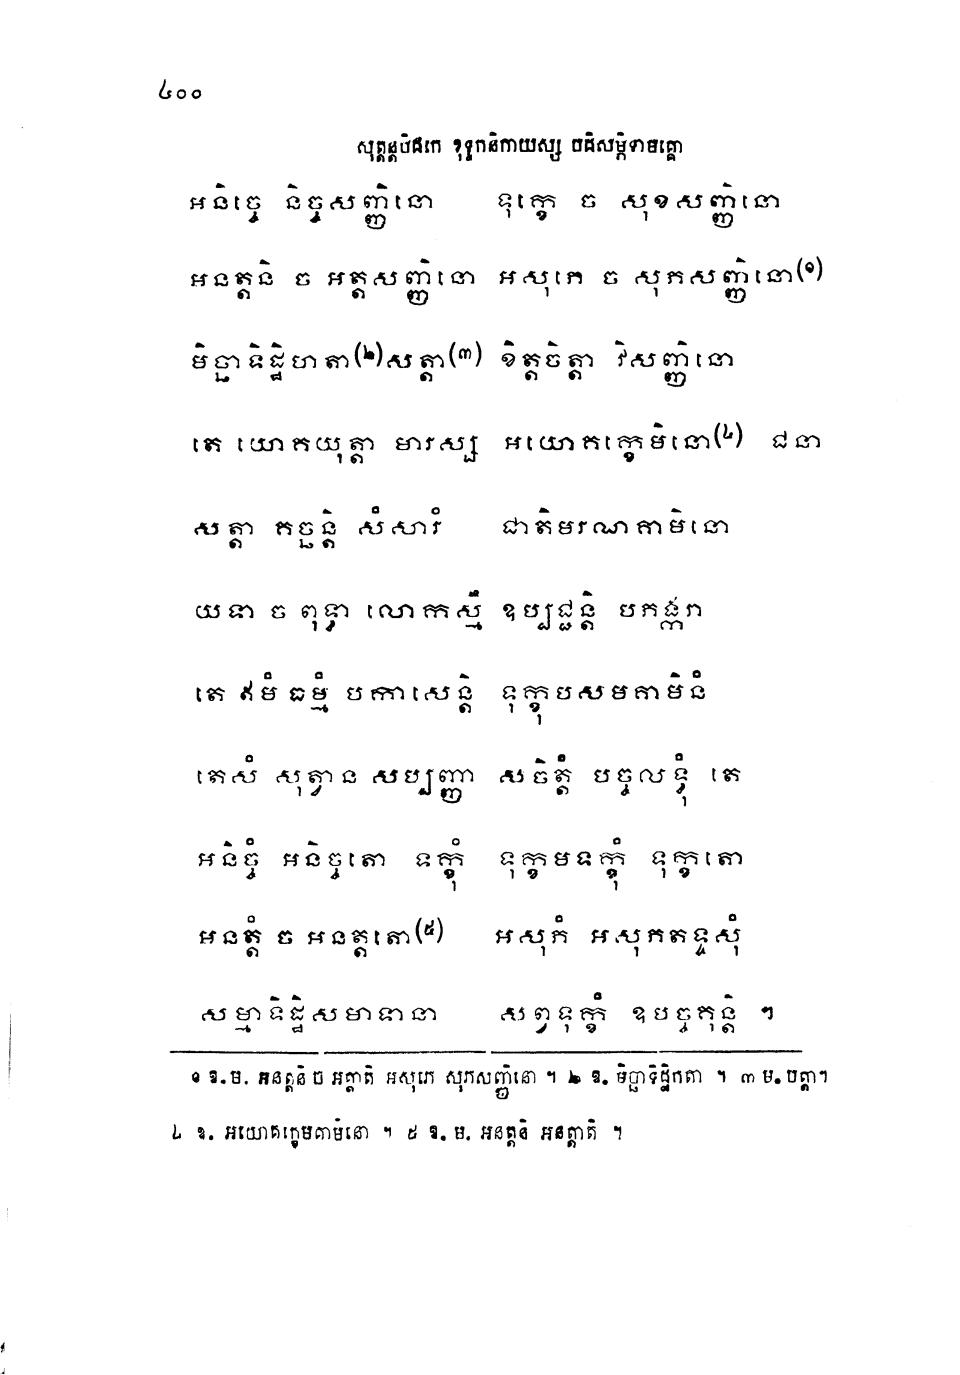 ៤០០
សុត្តន្តបិដកេ ខុទ្ទកនិកាយស្ស បដិសម្ភិទាមគ្គោ
អនិច្ចេ និច្ចសញ្ញិនោ ទុក្ខេ ច សុខសញ្ញិនោ
អនត្តនិ ច អត្តសញ្ញិនោ អសុភេ ច សុភសញ្ញិនោ(១)
មិច្ឆាទិដ្ឋិហតា(២)សត្តា(៣) ខិត្តចិត្តា វិសញ្ញិនោ
តេ យោគយុត្តា មារស្ស អយោគក្ខេមិនោ(៤) ជនា
សត្តា គច្ឆន្តិ សំសារំ ជាតិមរណគាមិនោ
យទា ច ពុទ្ធា លោកស្មឹ ឧប្បជ្ជន្តិ បភង្ករា
តេ ឥមំ ធម្មំ បកាសេន្តិ ទុក្ខូបសមគាមិនំ
តេសំ សុត្វាន សប្បញ្ញា សចិត្តំ បច្ចលទ្ធុំ តេ
អនិច្ចំ អនិច្ចតោ ទក្ខុំ ទុក្ខមទក្ខុំ ទុក្ខតោ
អនត្តំ ច អនត្តតោ(៥) អសុភំ អសុភតទ្ទសុំ
សម្មាទិដ្ឋិសមាទានា សព្វទុក្ខំ ឧបច្ចគុន្តិ ។
១ ឱ.ម. អនត្តនិ ច អត្តាតិ អសុភេ សុភសញ្ញិនោ ។ ២ ឱ. មិច្ឆាទិដ្ឋិគតា ។ ៣ ម. បត្តា។
៤ ឱ. អយោគក្ខេមគាមិនោ ។ ៥ ឱ. ម. អនត្តនិ អនត្តាតិ ។